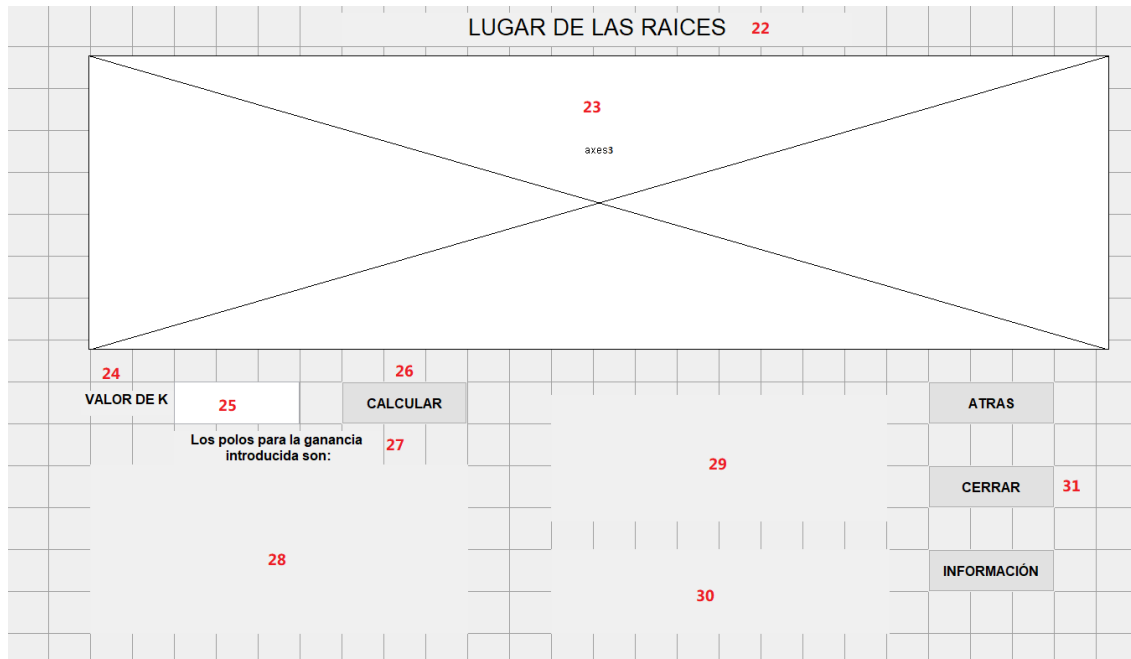 LUGAR DE LAS RAICES 22
23
axes3
24
26
VALOR DE K 25 CALCULAR ATRAS
Los polos para la ganancia
introducida son: 27
29
CERRAR 31
28
INFORMACIÓN
30